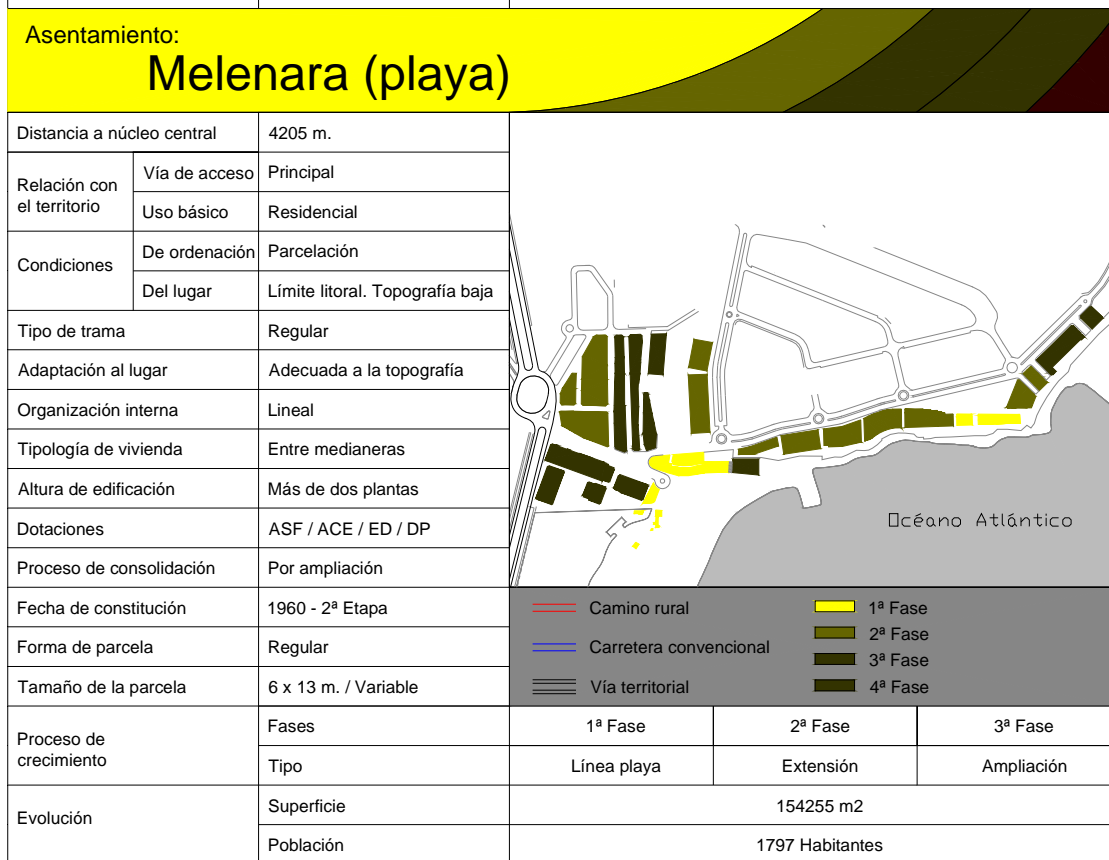 Asentamiento:
Melenara (playa)
Distancia a núcleo central 4205 m.
Relación con el territorio Vía de acceso Principal
Uso básico Residencial
Condiciones De ordenación Parcelación
Del lugar Límite litoral. Topografía baja
Tipo de trama Regular
Adaptación al lugar Adecuada a la topografía
Organización interna Lineal
Tipología de vivienda Entre medianeras
Altura de edificación Más de dos plantas
Dotaciones ASF / ACE / ED / DP
Proceso de consolidación Por ampliación
Fecha de constitución 1960 - 2ª Etapa
Forma de parcela Regular
Tamaño de la parcela 6 x 13 m. / Variable
Océano Atlántico
Camino rural
Carretera convencional
Vía territorial
1ª Fase
2ª Fase
3ª Fase
4ª Fase
Proceso de crecimiento Fases 1ª Fase 2ª Fase 3ª Fase
Tipo Línea playa Extensión Ampliación
Evolución Superficie 154255 m2
Población 1797 Habitantes